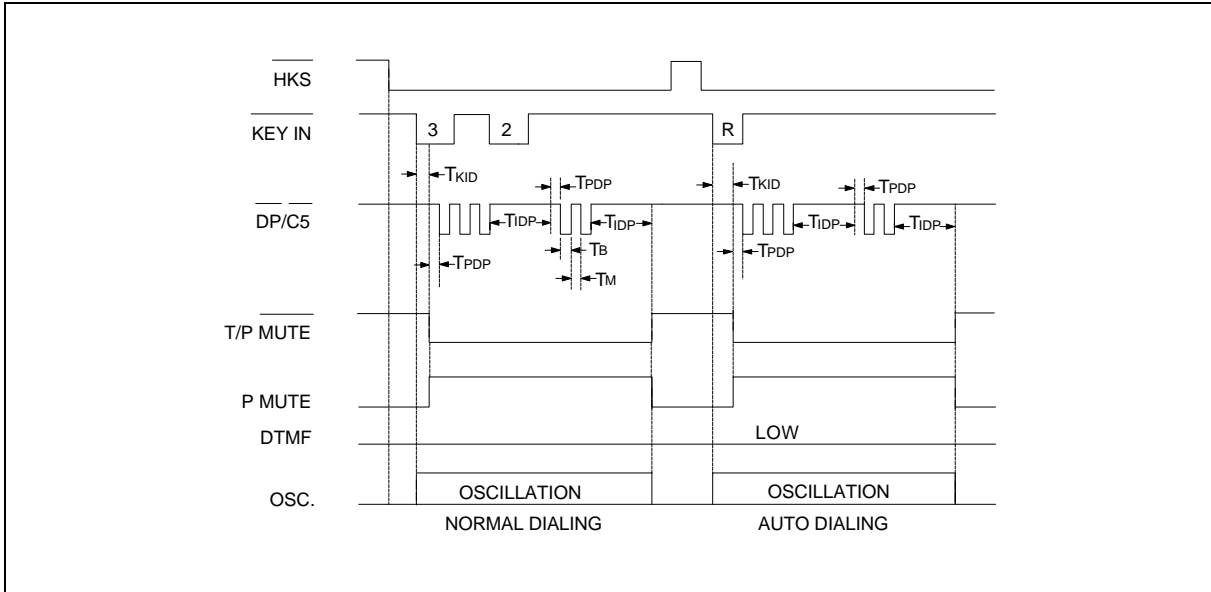 HKS
KEY IN
3
2
R
TKID
TPDP
TKID
TPDP
DP/C5
TIDP
TIDP
TIDP
TIDP
TPDP
TB
TM
TPDP
T/P MUTE
P MUTE
DTMF
LOW
OSC.
OSCILLATION
OSCILLATION
NORMAL DIALING
AUTO DIALING